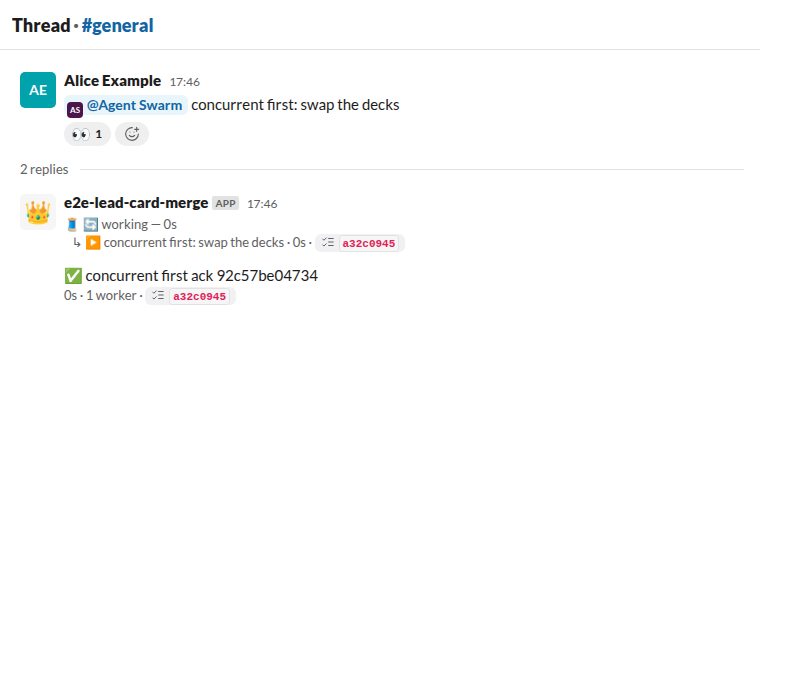 Thread • #general
AE
Alice Example 17:46
AS @Agent Swarm concurrent first: swap the decks
👀 1
2 replies
e2e-lead-card-merge APP 17:46
🧵 🔄 working — 0s
↳ ▶️ concurrent first: swap the decks · 0s · a32c0945
✅ concurrent first ack 92c57be04734
0s · 1 worker · a32c0945